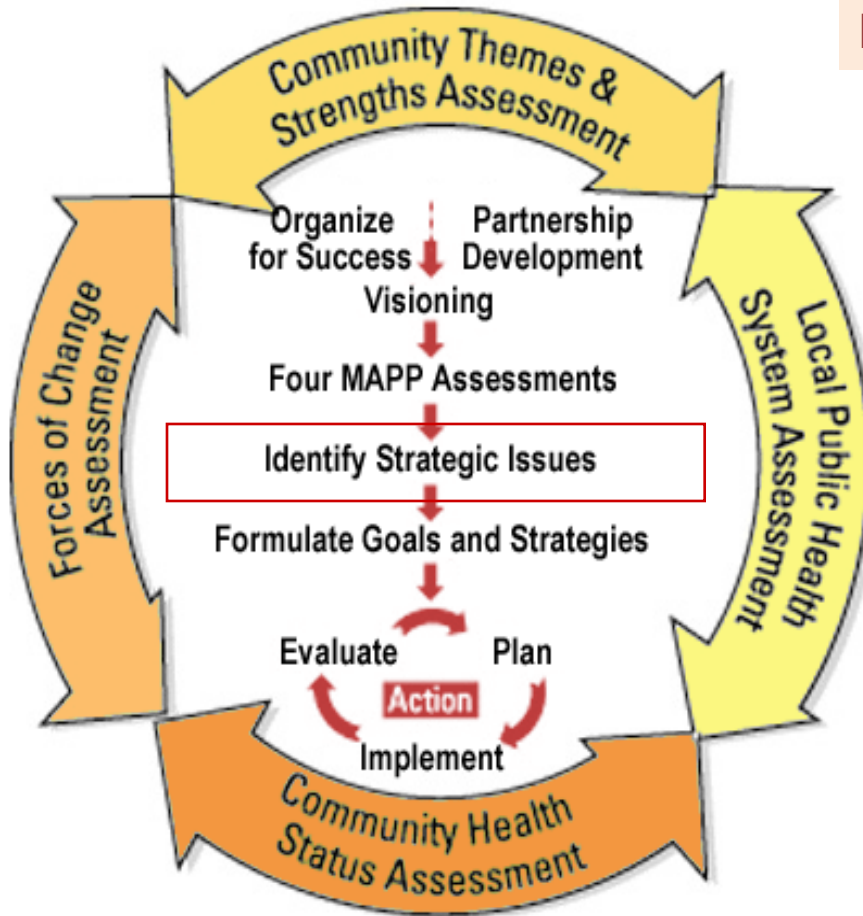 Community Themes &
Strengths Assessment
Organize
for Success
Partnership
Development
Visioning
Four MAPP Assessments
Identify Strategic Issues
Formulate Goals and Strategies
Evaluate
Plan
Action
Implement
Forces of Change
Assessment
Local Public Health
System Assessment
Community Health
Status Assessment